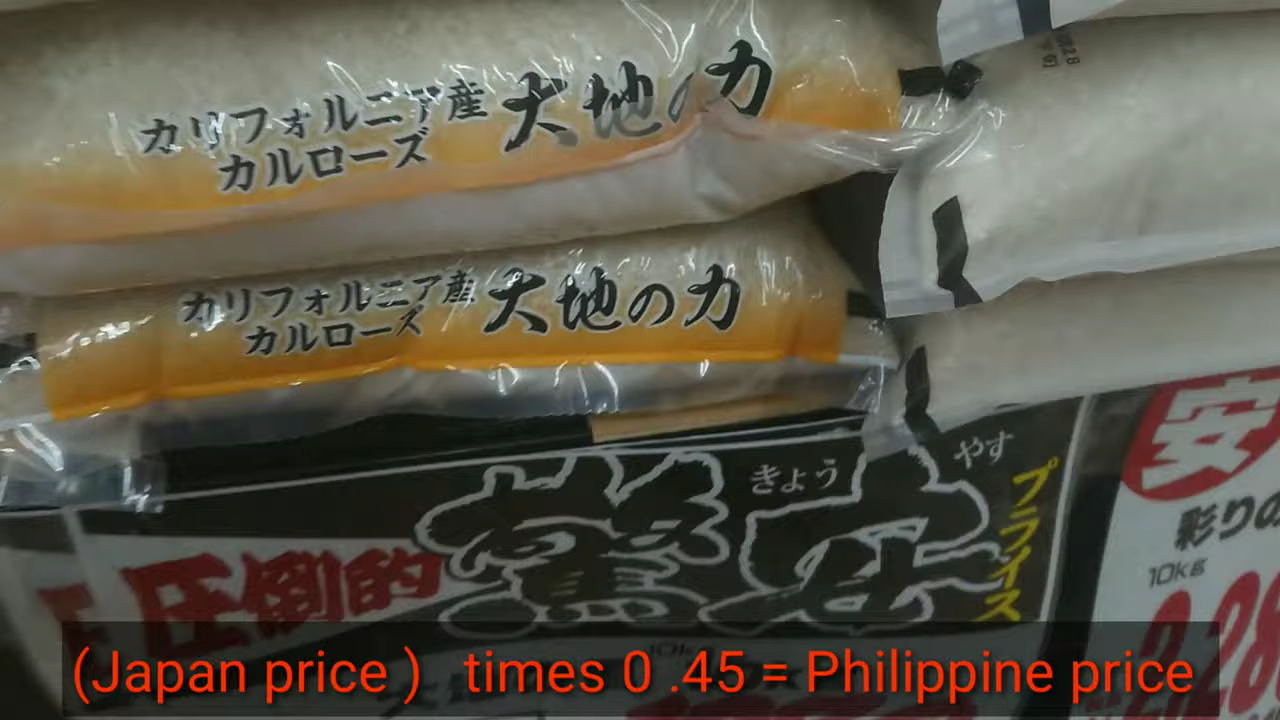 カリフォルニア産 大地の力
カルローズ
カリフォルニア産 大地の力
カルローズ
きょう やす
圧倒的 驚安
プライス
安
彩りの
10kg
(Japan price ) times 0 .45 = Philippine price